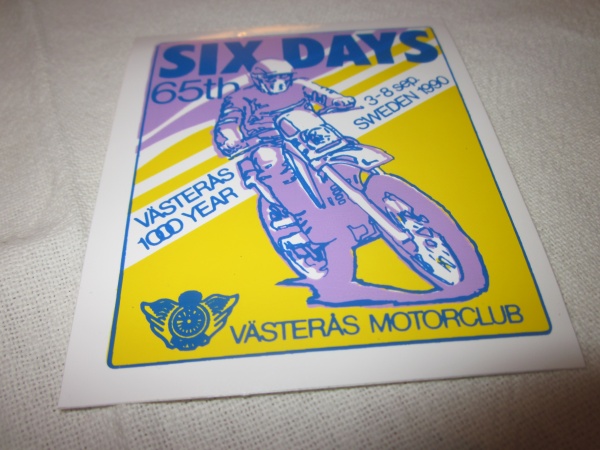 SIX DAYS
65th
3-8 sep.
SWEDEN 1990
VÄSTERÅS
1000 YEAR
VÄSTERÅS MOTORCLUB